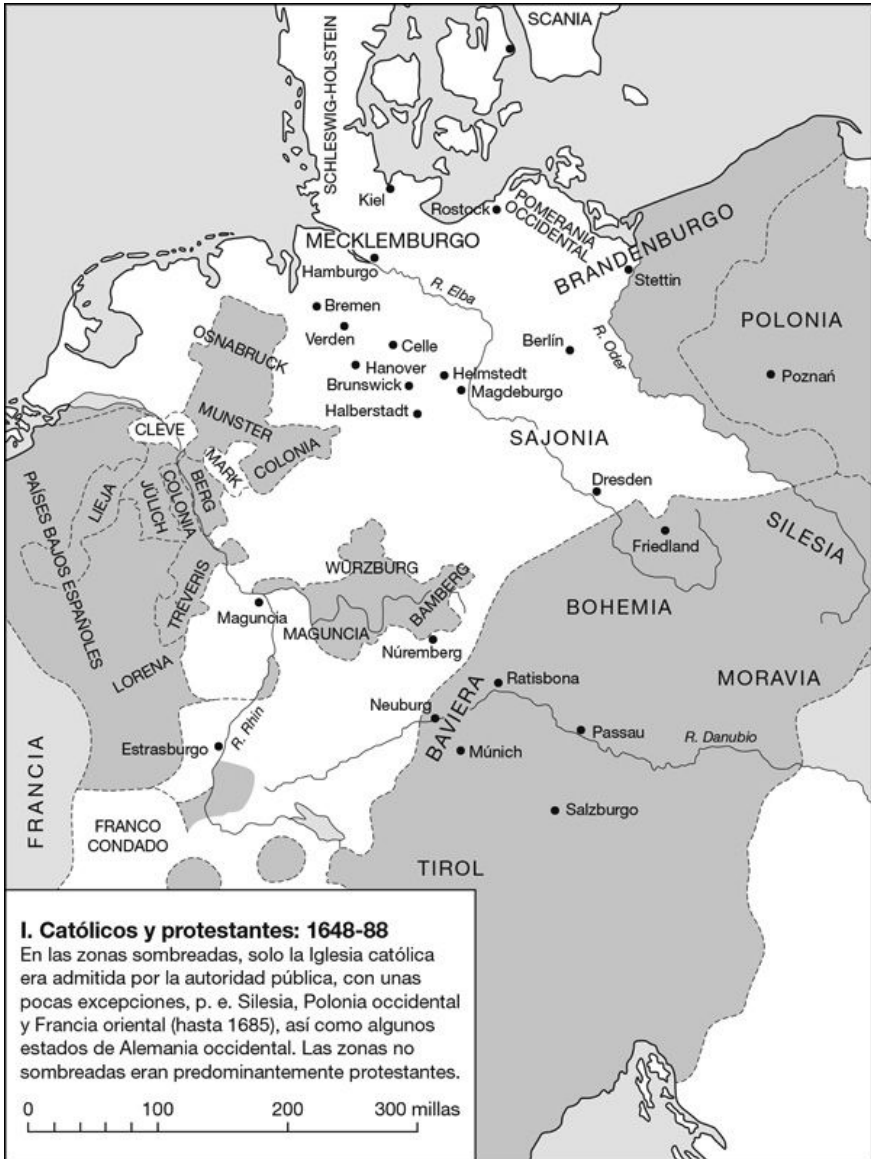 SCANIA
SCHLESWIG-HOLSTEIN
Kiel
Rostock
POMERANIA
OCCIDENTAL
MECKLEMBURGO
BRANDENBURGO
Hamburgo
Stettin
R. Elba
Bremen
OSNABRUCK
Verden
Celle
Berlín
R. Oder
POLONIA
Hanover
Helmstedt
Poznań
Brunswick
Magdeburgo
Halberstadt
MUNSTER
CLEVE
SAJONIA
MARK
COLONIA
PAÍSES BAJOS ESPAÑOLES
LIEJA
JÜLICH
COLONIA
BERG
Dresden
SILESIA
Friedland
TRÉVERIS
WÜRZBURG
BAMBERG
BOHEMIA
Maguncia
MAGUNCIA
Núremberg
LORENA
MORAVIA
Ratisbona
Neuburg
BAVIERA
R. Rhin
Estrasburgo
Passau
R. Danubio
Múnich
FRANCIA
Salzburgo
FRANCO
CONDADO
TIROL
I. Católicos y protestantes: 1648-88
En las zonas sombreadas, solo la Iglesia católica
era admitida por la autoridad pública, con unas
pocas excepciones, p. e. Silesia, Polonia occidental
y Francia oriental (hasta 1685), así como algunos
estados de Alemania occidental. Las zonas no
sombreadas eran predominantemente protestantes.
0 100 200 300 millas